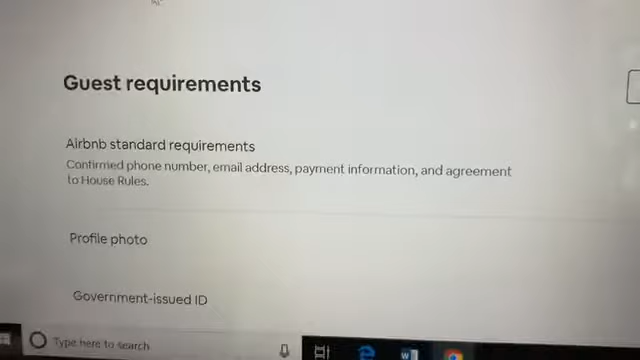 Guest requirements
Airbnb standard requirements
Confirmed phone number, email address, payment information, and agreement
to House Rules.
Profile photo
Government-issued ID
Type here to search